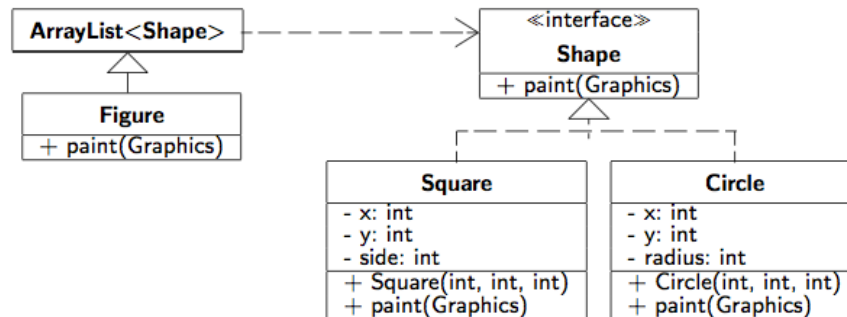 ArrayList<Shape>
Figure
+ paint(Graphics)
≪interface≫
Shape
+ paint(Graphics)
Square
- x: int
- y: int
- side: int
+ Square(int, int, int)
+ paint(Graphics)
Circle
- x: int
- y: int
- radius: int
+ Circle(int, int, int)
+ paint(Graphics)